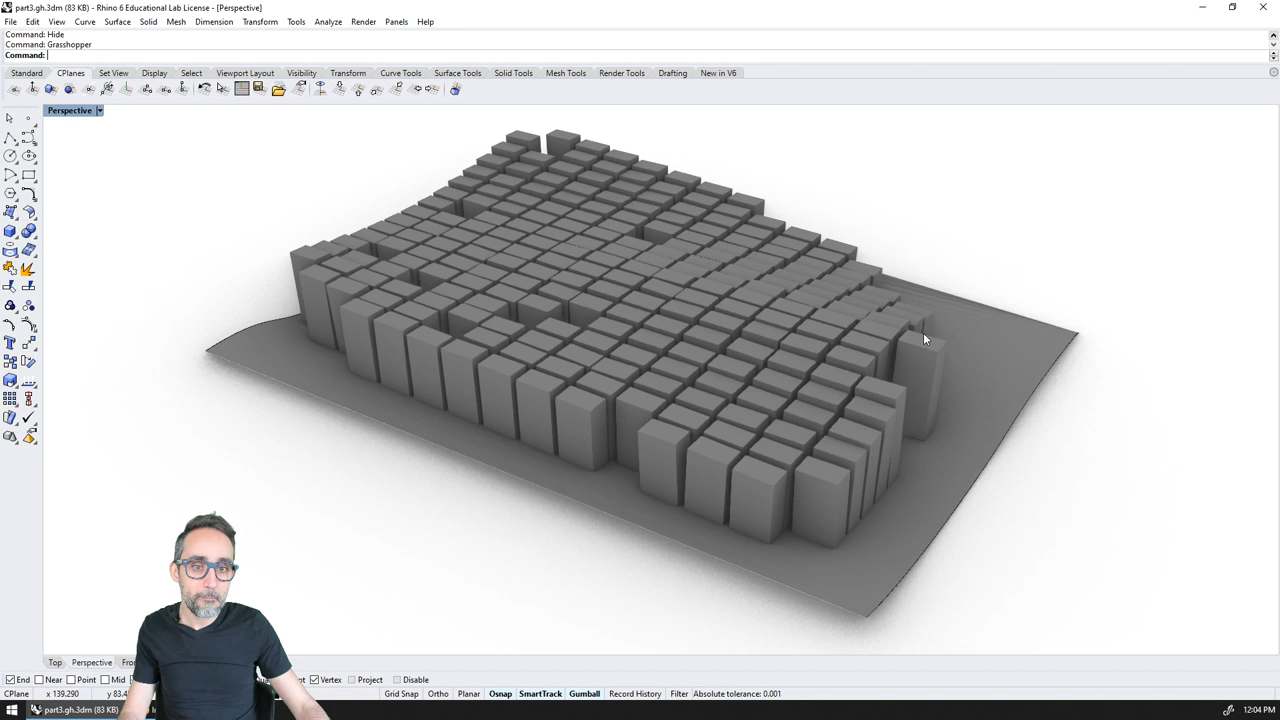 part3.gh.3dm (83 KB) - Rhino 6 Educational Lab License - [Perspective]
File Edit View Curve Surface Solid Mesh Dimension Transform Tools Analyze Render Panels Help
Command: Hide
Command: Grasshopper
Command:
Standard CPlanes Set View Display Select Viewport Layout Visibility Transform Curve Tools Surface Tools Solid Tools Mesh Tools Render Tools Drafting New in V6
Perspective
Top Perspective
End Near Point Mid Vertex Project Disable
CPlane x 139.290 Grid Snap Ortho Planar Osnap SmartTrack Gumball Record History Filter Absolute tolerance: 0.001
part3.gh.3dm (83 KB) 12:04 PM